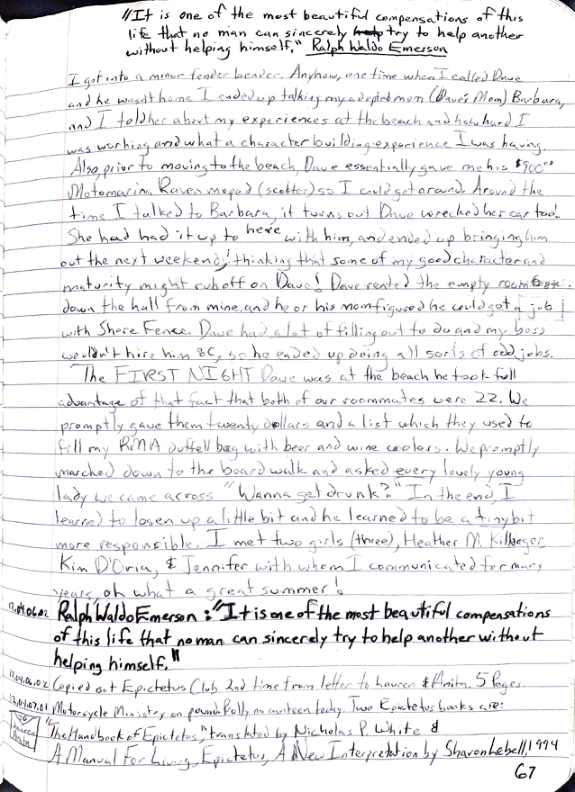 "It is one of the most beautiful compensations of this
life that no man can sincerely help try to help another
without helping himself." Ralph Waldo Emerson
I got into a minor fender bender. Anyhow, one time when I called Dave
and he wasn't home I ended up talking my adopted mom (Dave's Mom) Barbara,
and I told her about my experiences at the beach and how hard I
was working and what a character building experience I was having.
Also, prior to moving to the beach, Dave essentially gave me his $900.00
Motomarina Raven moped (scooter) so I could get around. Around the
time I talked to Barbara, it turns out Dave wrecked her car too!
She had had it up to here with him, and ended up bringing him
out the next weekend; thinking that some of my good character and
maturity might rub off on Dave! Dave rented the empty room
down the hall from mine, and he or his mom figured he could get a job
with Shore Fence. Dave had a lot of filling out to do and my boss
wouldn't hire him so he ended up doing all sorts of odd jobs.
The FIRST NIGHT Dave was at the beach he took full
advantage of that fact that both of our roommates were 22. We
promptly gave them twenty dollars and a list which they used to
fill my RMA duffell bag with beer and wine coolers. We promptly
marched down to the board walk and asked every lovely young
lady we came across "Wanna get drunk?" In the end, I
learned to losen up a little bit and he learned to be a tiny bit
more responsible. I met two girls (three), Heather M. Killenger,
Kim D'Oria, & Jennifer with whom I communicated for many
years, oh what a great summer!
12.04.06.02 Ralph Waldo Emerson: "It is one of the most beautiful compensations
of this life that no man can sincerely try to help another without
helping himself."
12.04.06.02 Copied out Epictetus Club 2nd time from letter to Lauren & Anita. 5 Pages.
12.04.07.01 Motorcycle Ministry on pound. Polly no canteen today. Two Epictetus books are:
"The Handbook of Epictetus," translated by Nicholas P. White &
A Manual For Living, Epictetus, A New Interpretation by Sharon Lebell, 1994
67